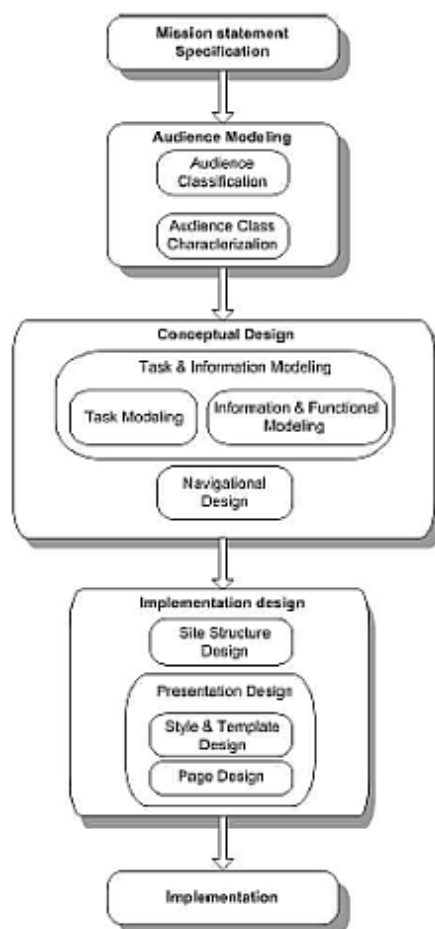 Mission statement
Specification
Audience Modeling
Audience
Classification
Audience Class
Characterization
Conceptual Design
Task & Information Modeling
Task Modeling
Information & Functional
Modeling
Navigational
Design
Implementation design
Site Structure
Design
Presentation Design
Style & Template
Design
Page Design
Implementation